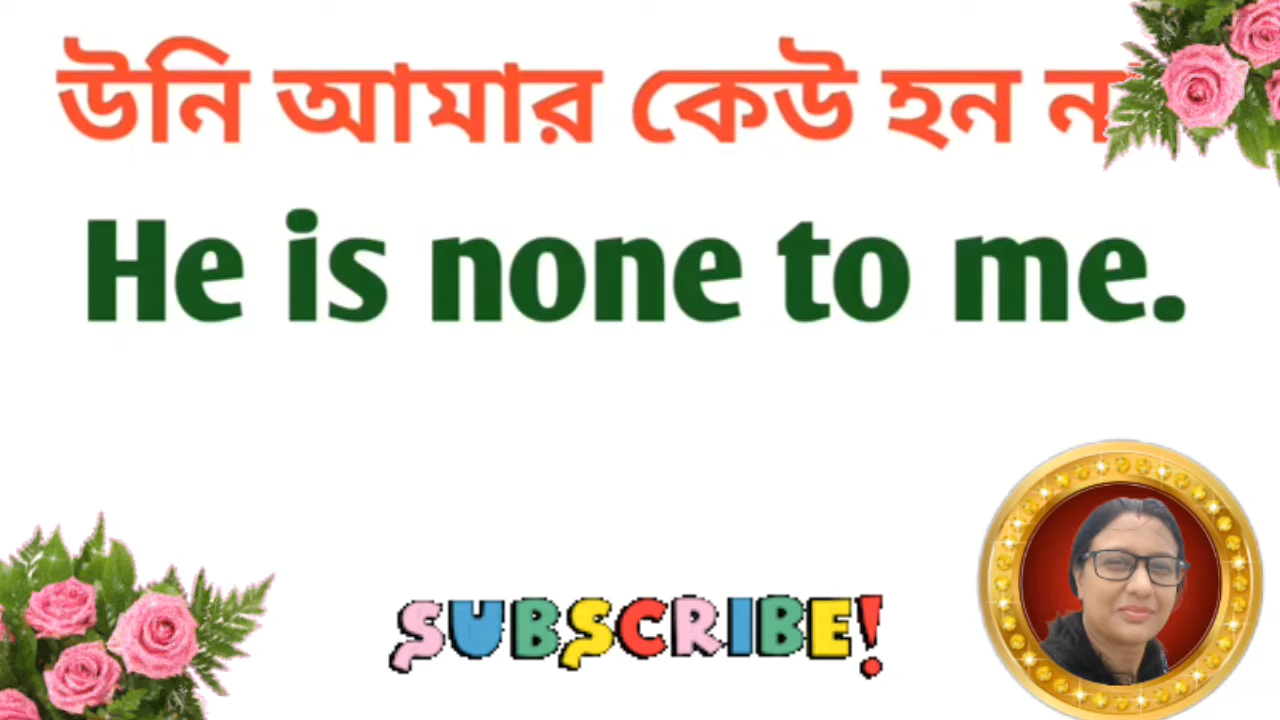 উনি আমার কেউ হন না
He is none to me.
SUBSCRIBE!